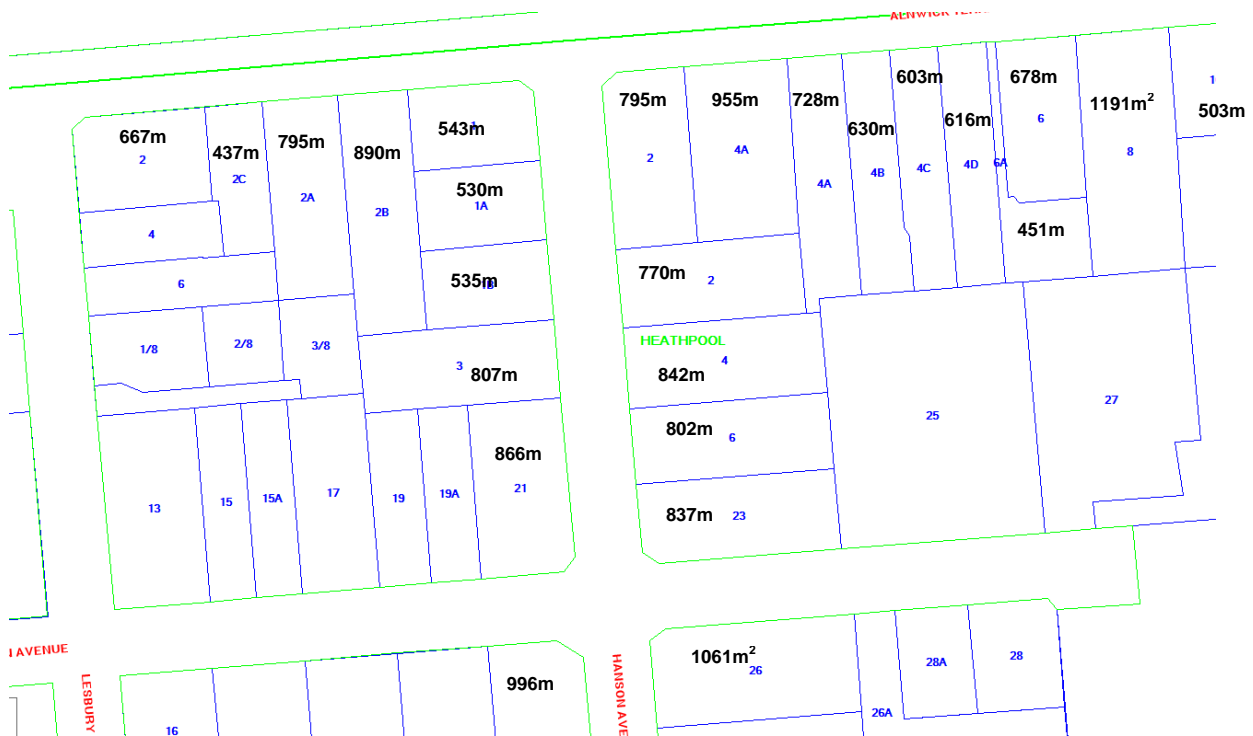 667m
2
437m
2C
795m
2A
890m
2B
543m
1
530m
1A
535m
1B
4
6
1/8
2/8
3/8
3
807m
13
15
15A
17
19
19A
866m
21
795m
2
955m
4A
728m
4A
630m
4B
603m
4C
616m
4D
6A
678m
6
1191m²
8
1
503m
451m
770m
2
HEATHPOOL
4
842m
802m
6
837m
23
25
27
AVENUE
LESBURY
16
996m
HANSON AVE
1061m²
26
26A
28A
28